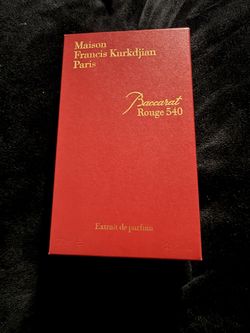 Maison
Francis Kurkdjian
Paris
Baccarat
Rouge 540
Extrait de parfum